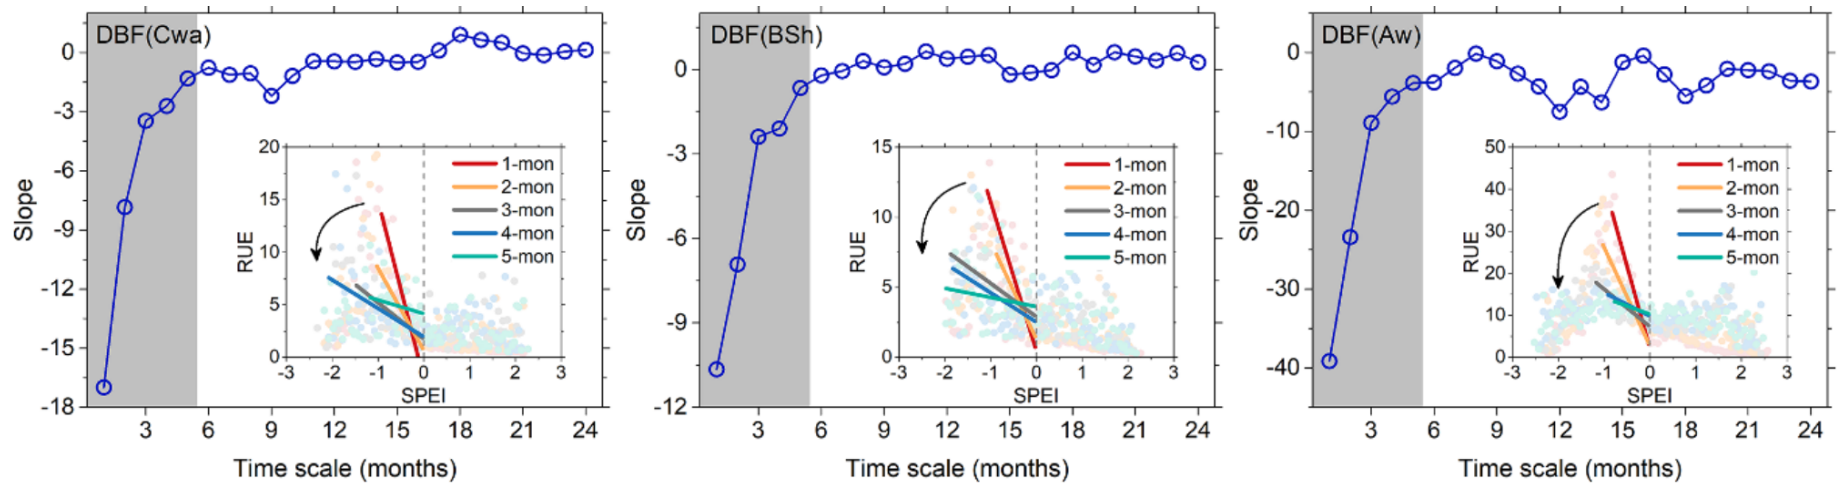 DBF(Cwa)
Slope
0
-3
-6
-9
-12
-15
-18
3 6 9 12 15 18 21 24
Time scale (months)
RUE
20
15
10
5
0
-3 -2 -1 0 1 2 3
SPEI
1-mon
2-mon
3-mon
4-mon
5-mon
DBF(BSh)
Slope
0
-3
-6
-9
-12
3 6 9 12 15 18 21 24
Time scale (months)
RUE
15
10
5
0
-3 -2 -1 0 1 2 3
SPEI
1-mon
2-mon
3-mon
4-mon
5-mon
DBF(Aw)
Slope
0
-10
-20
-30
-40
3 6 9 12 15 18 21 24
Time scale (months)
RUE
50
40
30
20
10
0
-3 -2 -1 0 1 2 3
SPEI
1-mon
2-mon
3-mon
4-mon
5-mon